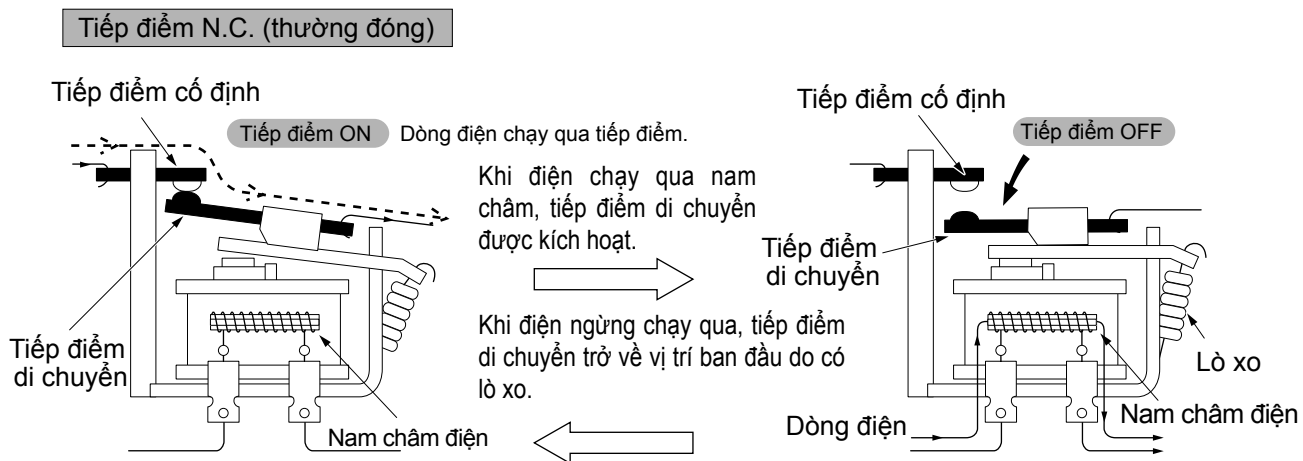 Tiếp điểm N.C. (thường đóng)
Tiếp điểm cố định
Tiếp điểm ON
Dòng điện chạy qua tiếp điểm.
Khi điện chạy qua nam
châm, tiếp điểm di chuyển
được kích hoạt.
Khi điện ngừng chạy qua, tiếp điểm
di chuyển trở về vị trí ban đầu do có
lò xo.
Tiếp điểm
di chuyển
Nam châm điện
Tiếp điểm cố định
Tiếp điểm OFF
Tiếp điểm
di chuyển
Lò xo
Dòng điện
Nam châm điện